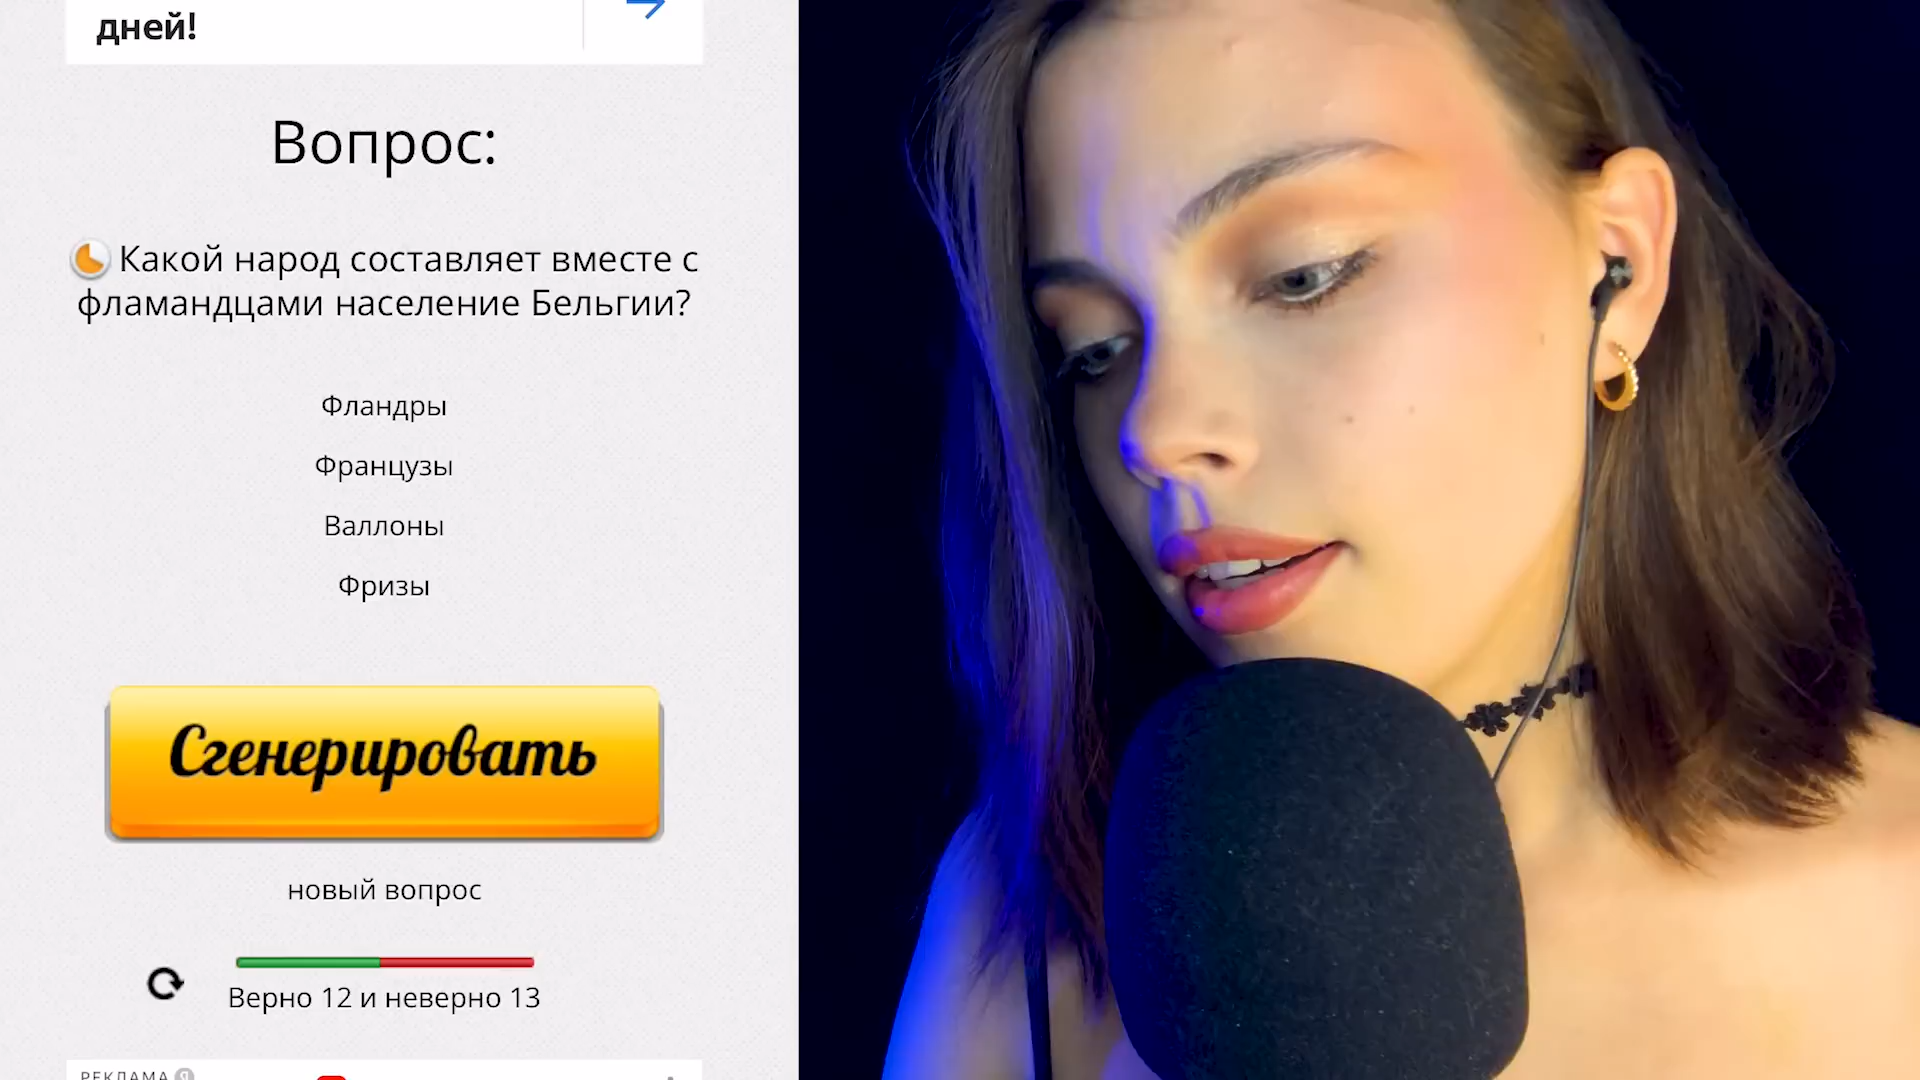 дней!
Вопрос:
Какой народ составляет вместе с
фламандцами население Бельгии?
Фландры
Французы
Валлоны
Фризы
Сгенерировать
новый вопрос
Верно 12 и неверно 13
РЕКЛАМА